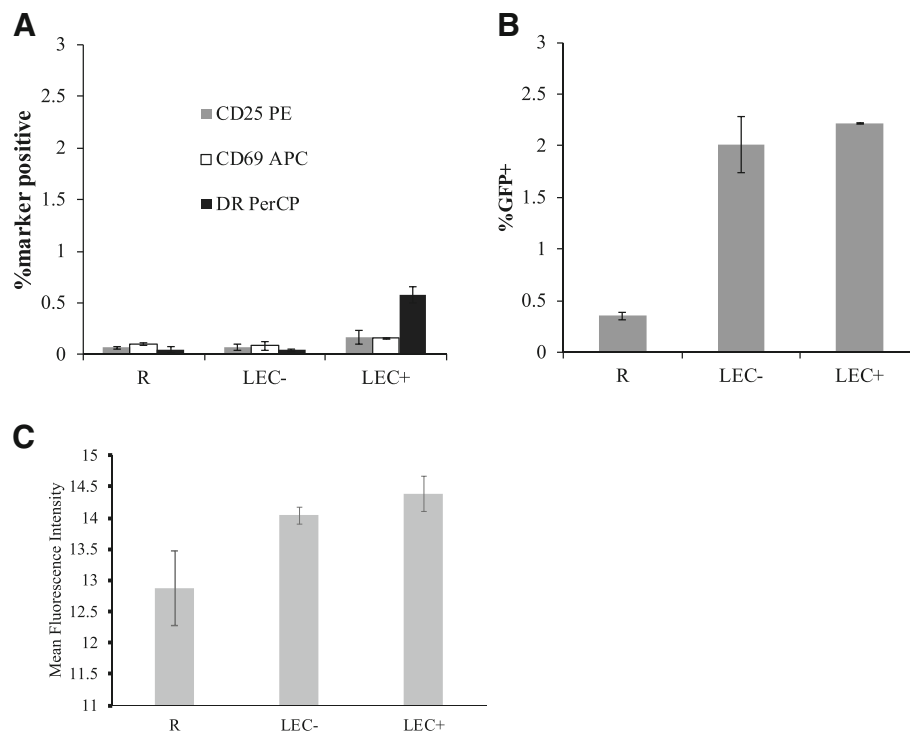 A
%marker positive
3
2.5
2
1.5
1
0.5
0
CD25 PE
CD69 APC
DR PerCP
R LEC- LEC+
B
%GFP+
3
2.5
2
1.5
1
0.5
0
R LEC- LEC+
C
Mean Fluorescence Intensity
15
14.5
14
13.5
13
12.5
12
11.5
11
R LEC- LEC+